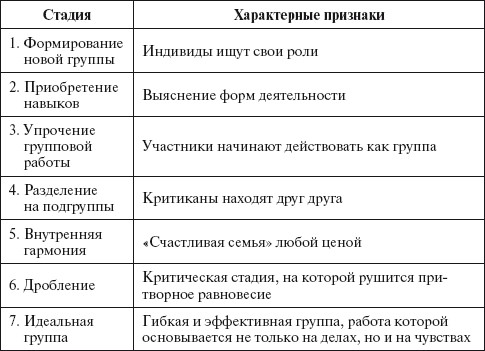 Стадия Характерные признаки
1. Формирование
новой группы
Индивиды ищут свои роли
2. Приобретение
навыков
Выяснение форм деятельности
3. Упрочение
групповой
работы
Участники начинают действовать как группа
4. Разделение
на подгруппы
Критиканы находят друг друга
5. Внутренняя
гармония
«Счастливая семья» любой ценой
6. Дробление
Критическая стадия, на которой рушится при-
творное равновесие
7. Идеальная
группа
Гибкая и эффективная группа, работа которой
основывается не только на делах, но и на чувствах